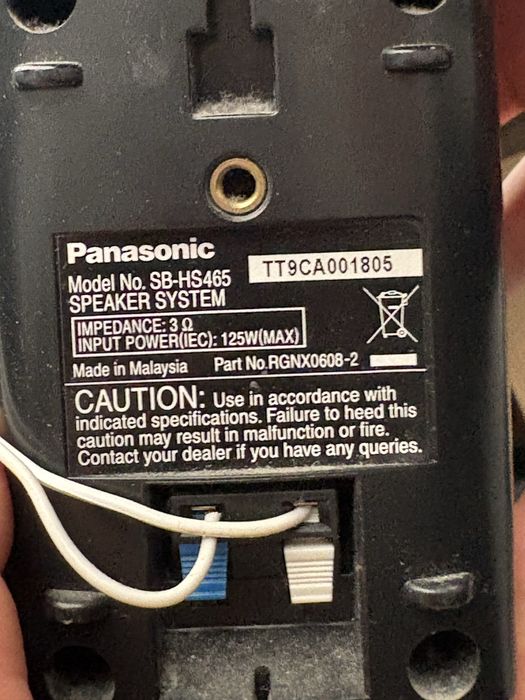 Panasonic
TT9CA001805
Model No. SB-HS465
SPEAKER SYSTEM
IMPEDANCE: 3 Ω
INPUT POWER(IEC): 125W(MAX)
Made in Malaysia Part No.RGNX0608-2
CAUTION: Use in accordance with
indicated specifications. Failure to heed this
caution may result in malfunction or fire.
Contact your dealer if you have any queries.